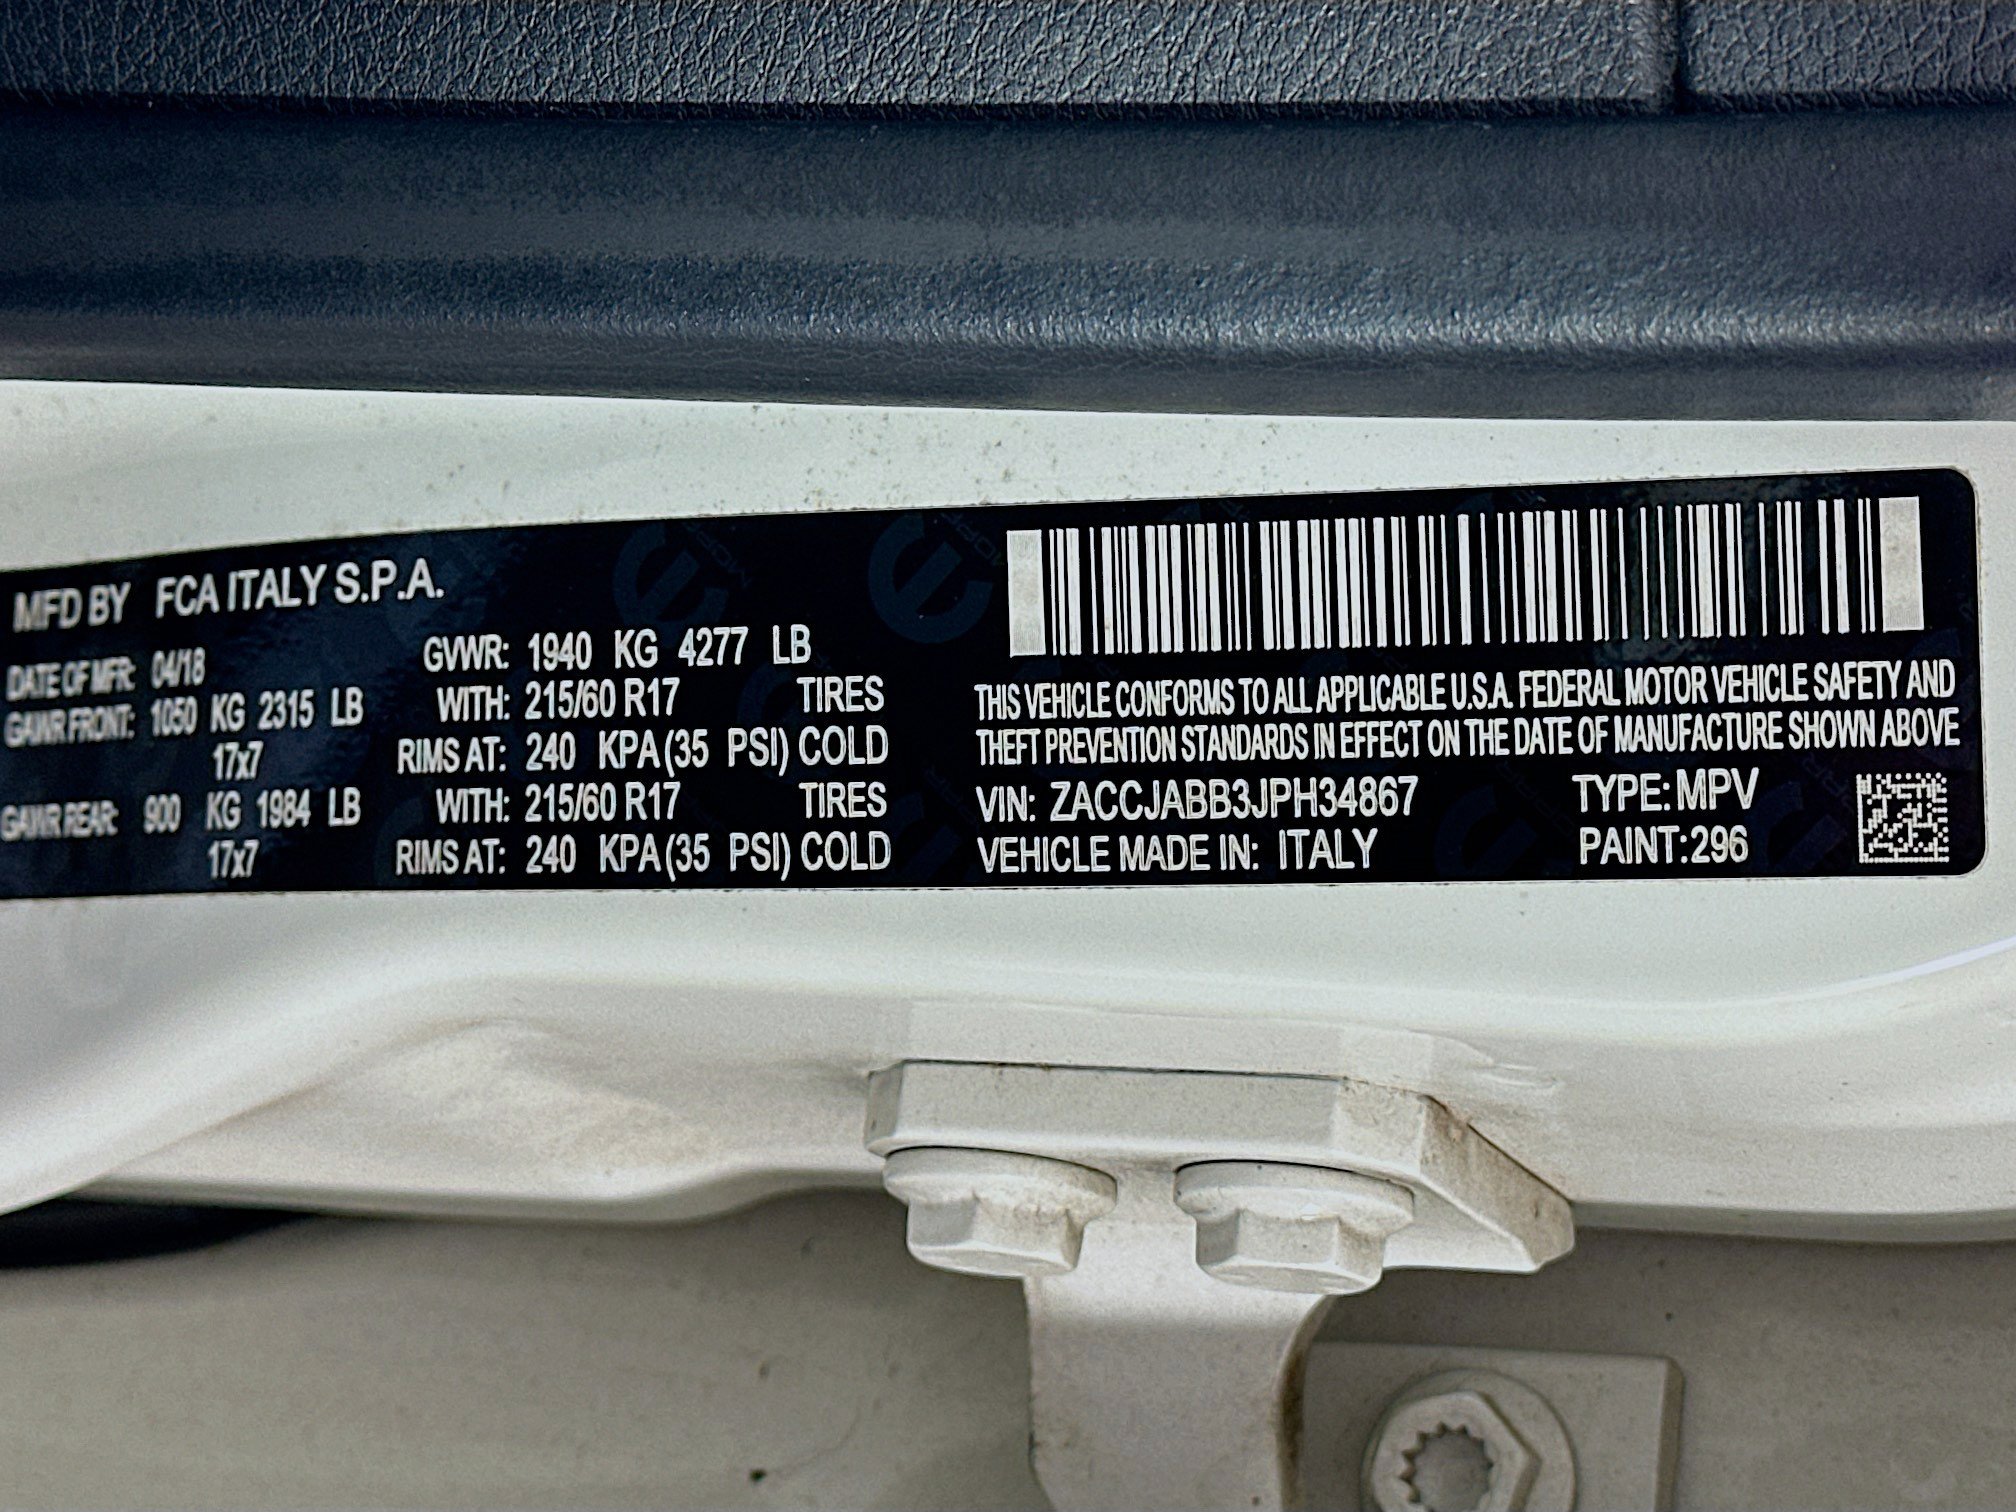 MFD BY FCA ITALY S.P.A.
DATE OF MFR: 04/18 GVWR: 1940 KG 4277 LB
GAWR FRONT: 1050 KG 2315 LB WITH: 215/60 R17 TIRES
17x7 RIMS AT: 240 KPA (35 PSI) COLD
GAWR REAR: 900 KG 1984 LB WITH: 215/60 R17 TIRES
17x7 RIMS AT: 240 KPA (35 PSI) COLD
THIS VEHICLE CONFORMS TO ALL APPLICABLE U.S.A. FEDERAL MOTOR VEHICLE SAFETY AND
THEFT PREVENTION STANDARDS IN EFFECT ON THE DATE OF MANUFACTURE SHOWN ABOVE
VIN: ZACCJABB3JPH34867 TYPE: MPV
VEHICLE MADE IN: ITALY PAINT: 296